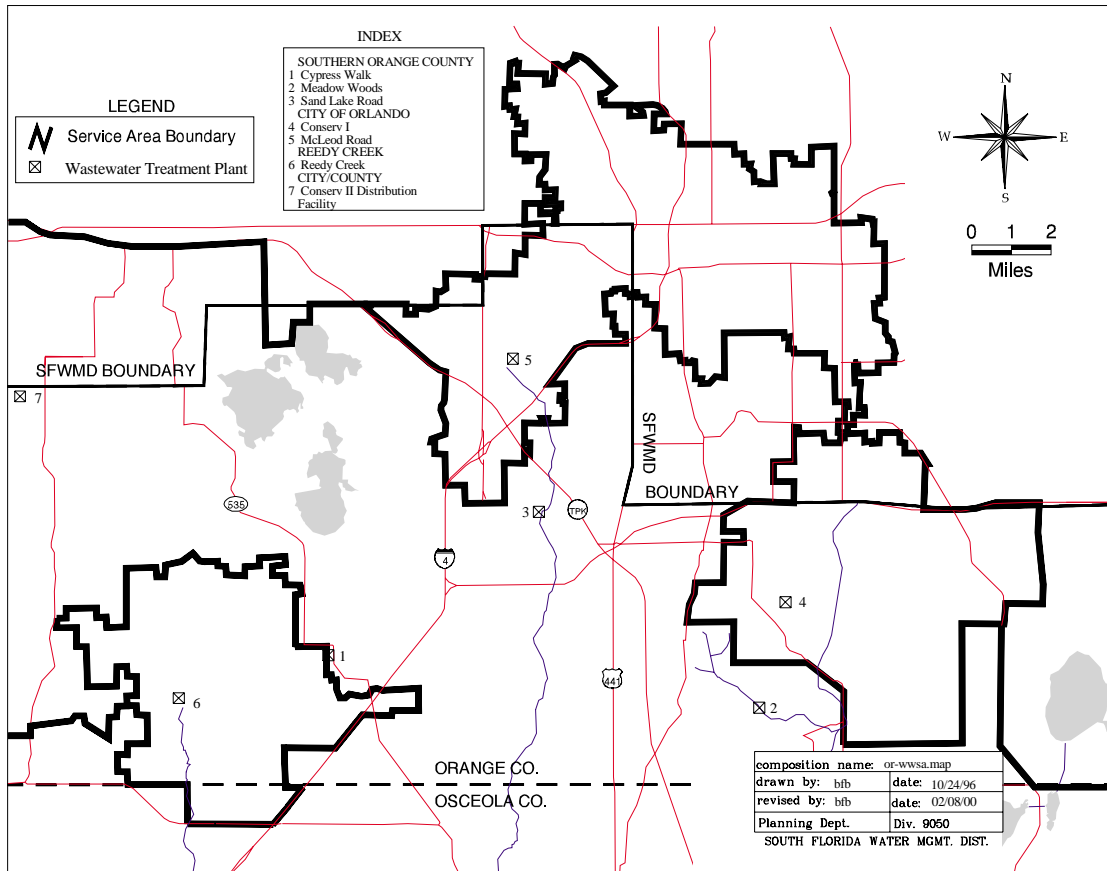 INDEX
SOUTHERN ORANGE COUNTY
1 Cypress Walk
2 Meadow Woods
3 Sand Lake Road
CITY OF ORLANDO
4 Conserv I
5 McLeod Road
REEDY CREEK
6 Reedy Creek
CITY/COUNTY
7 Conserv II Distribution
Facility
LEGEND
Service Area Boundary
Wastewater Treatment Plant
N
W E
S
0 1 2
Miles
SFWMD BOUNDARY
7
5
SFWMD
BOUNDARY
535
3
TPK
4
4
1
6
441
2
ORANGE CO.
OSCEOLA CO.
composition name: or-wwsa.map
drawn by: bfb date: 10/24/96
revised by: bfb date: 02/08/00
Planning Dept. Div. 9050
SOUTH FLORIDA WATER MGMT. DIST.